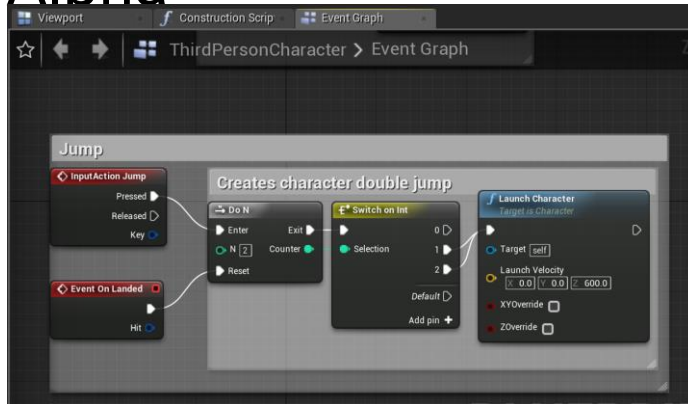 Viewport
Construction Scrip
Event Graph
ThirdPersonCharacter > Event Graph
Jump
InputAction Jump
Pressed
Released
Key
Event On Landed
Hit
Creates character double jump
Do N
Enter
Exit
N 2
Counter
Reset
Switch on Int
0
Selection
1
2
Default
Add pin +
Launch Character
Target is Character
Target self
Launch Velocity
X 0.0 Y 0.0 Z 600.0
XYOverride
ZOverride